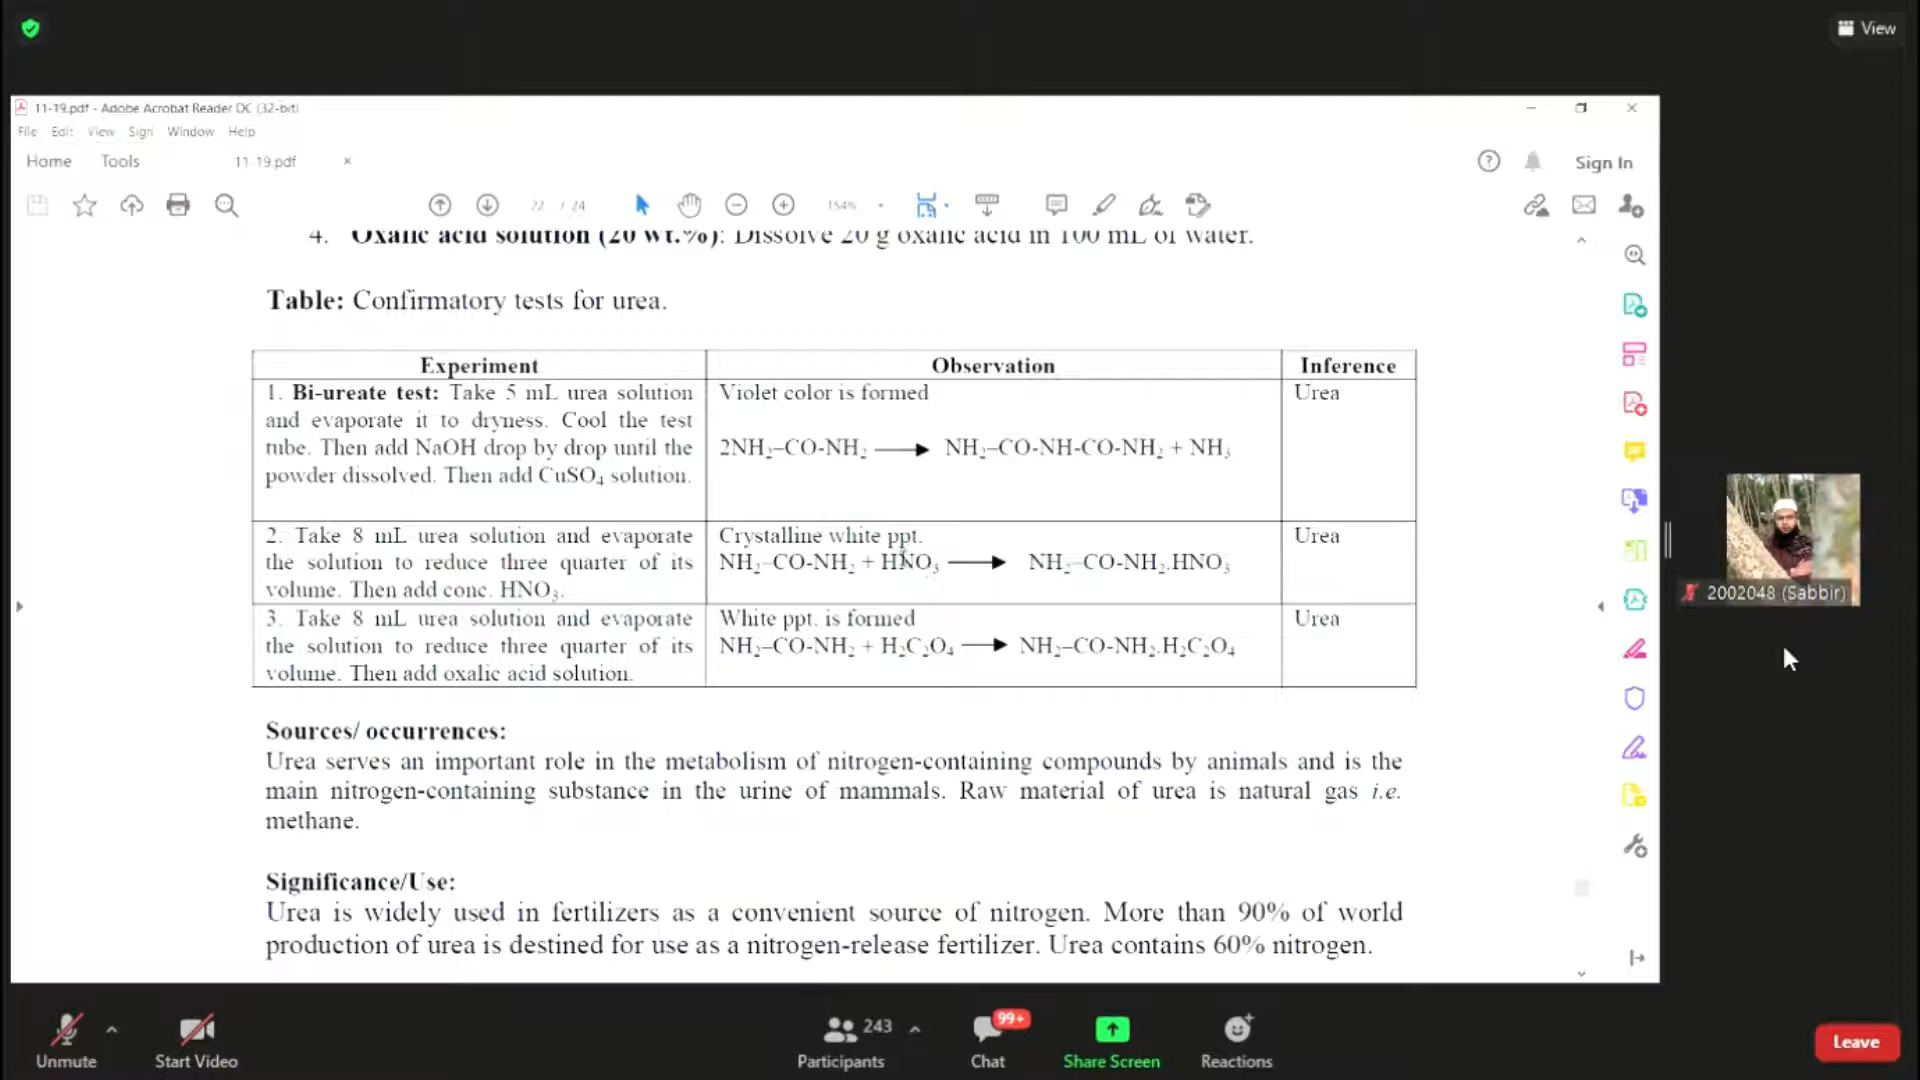 View
11-19.pdf - Adobe Acrobat Reader DC (32-bit)
File Edit View Sign Window Help
Home Tools 11-19.pdf ×
Sign In
22 / 24
154%
4. Oxalic acid solution (20 wt.%): Dissolve 20 g oxalic acid in 100 mL of water.
Table: Confirmatory tests for urea.
Experiment Observation Inference
1. Bi-ureate test: Take 5 mL urea solution
and evaporate it to dryness. Cool the test
tube. Then add NaOH drop by drop until the
powder dissolved. Then add CuSO₄ solution.
Violet color is formed
2NH₂–CO-NH₂ → NH₂–CO-NH-CO-NH₂ + NH₃
Urea
2. Take 8 mL urea solution and evaporate
the solution to reduce three quarter of its
volume. Then add conc. HNO₃.
Crystalline white ppt.
NH₂–CO-NH₂ + HNO₃ → NH₂–CO-NH₂.HNO₃
Urea
3. Take 8 mL urea solution and evaporate
the solution to reduce three quarter of its
volume. Then add oxalic acid solution.
White ppt. is formed
NH₂–CO-NH₂ + H₂C₂O₄ → NH₂–CO-NH₂.H₂C₂O₄
Urea
Sources/ occurrences:
Urea serves an important role in the metabolism of nitrogen-containing compounds by animals and is the
main nitrogen-containing substance in the urine of mammals. Raw material of urea is natural gas i.e.
methane.
Significance/Use:
Urea is widely used in fertilizers as a convenient source of nitrogen. More than 90% of world
production of urea is destined for use as a nitrogen-release fertilizer. Urea contains 60% nitrogen.
2002048 (Sabbir)
Unmute
Start Video
243
Participants
99+
Chat
Share Screen
Reactions
Leave